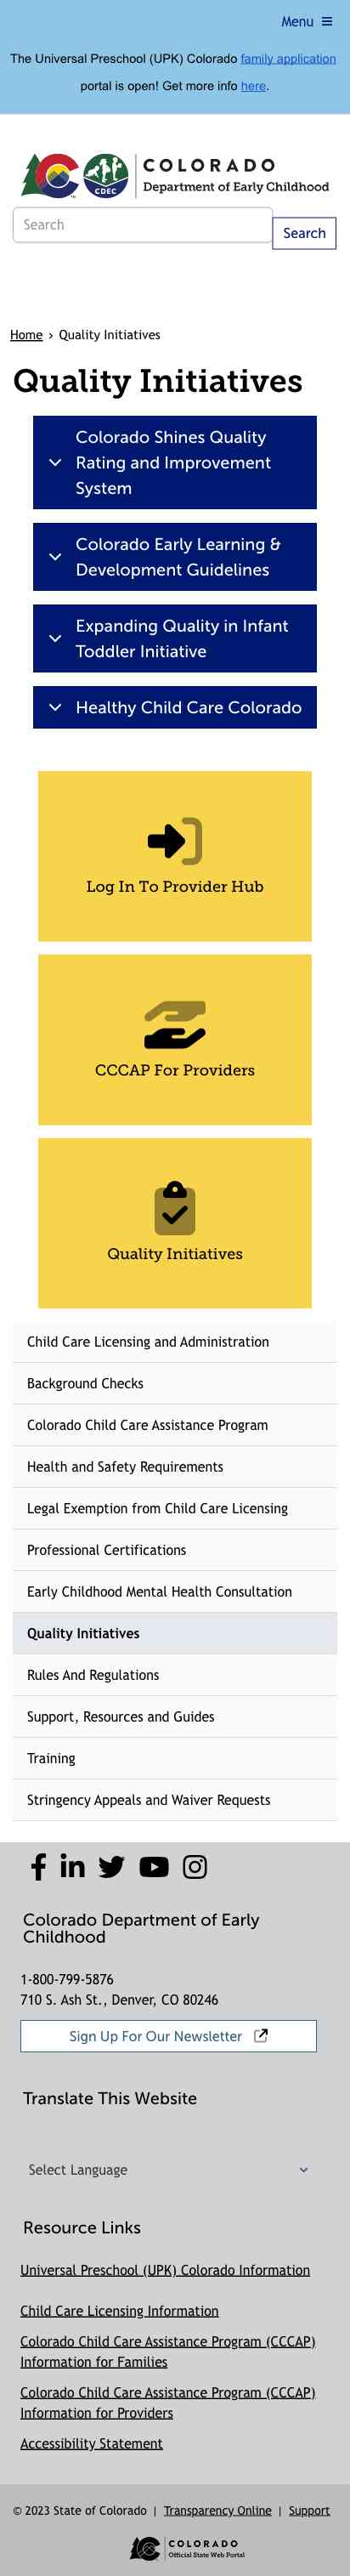 Menu
The Universal Preschool (UPK) Colorado family application
portal is open! Get more info here.
CDEC
COLORADO
Department of Early Childhood
Search
Search
Home › Quality Initiatives
Quality Initiatives
Colorado Shines Quality
Rating and Improvement
System
Colorado Early Learning &
Development Guidelines
Expanding Quality in Infant
Toddler Initiative
Healthy Child Care Colorado
Log In To Provider Hub
CCCAP For Providers
Quality Initiatives
Child Care Licensing and Administration
Background Checks
Colorado Child Care Assistance Program
Health and Safety Requirements
Legal Exemption from Child Care Licensing
Professional Certifications
Early Childhood Mental Health Consultation
Quality Initiatives
Rules And Regulations
Support, Resources and Guides
Training
Stringency Appeals and Waiver Requests
Colorado Department of Early
Childhood
1-800-799-5876
710 S. Ash St., Denver, CO 80246
Sign Up For Our Newsletter
Translate This Website
Select Language
Resource Links
Universal Preschool (UPK) Colorado Information
Child Care Licensing Information
Colorado Child Care Assistance Program (CCCAP)
Information for Families
Colorado Child Care Assistance Program (CCCAP)
Information for Providers
Accessibility Statement
© 2023 State of Colorado | Transparency Online | Support
COLORADO
Official State Web Portal